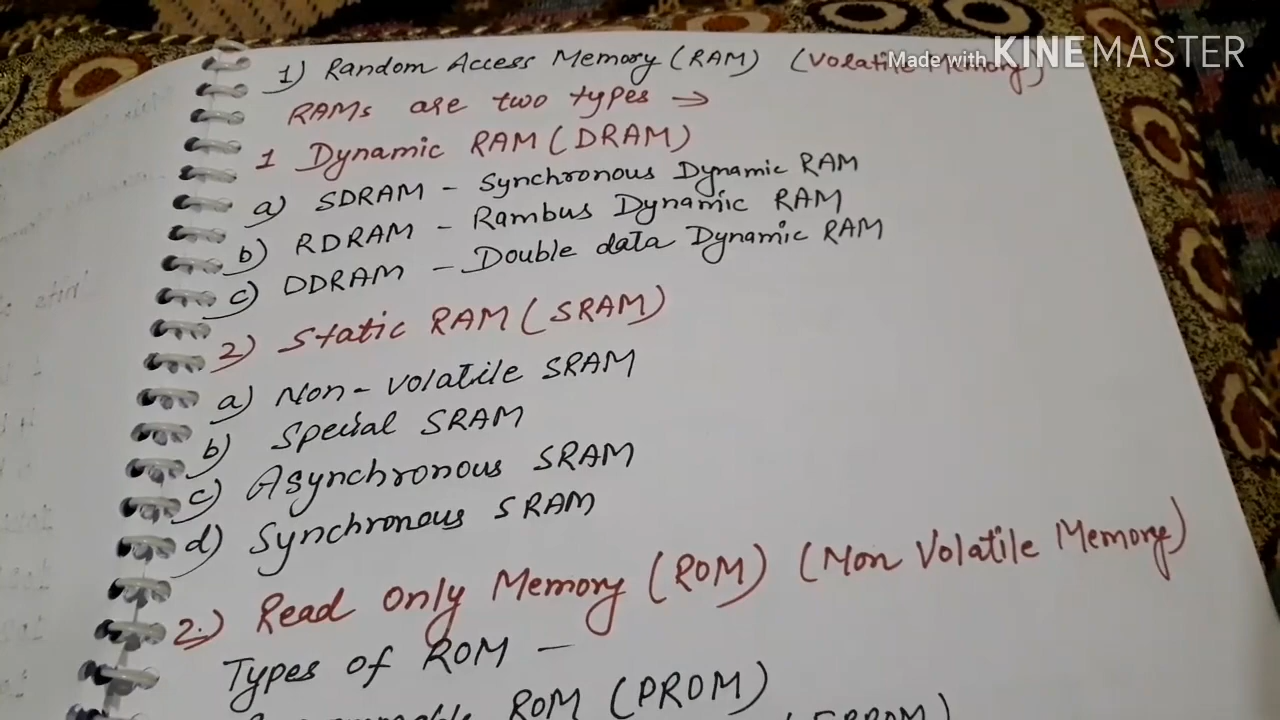 Made with KINEMASTER
1) Random Access Memory (RAM) (Volatile Memory)
RAMs are two types →
1 Dynamic RAM (DRAM)
a) SDRAM - Synchronous Dynamic RAM
b) RDRAM - Rambus Dynamic RAM
c) DDRAM - Double data Dynamic RAM
2) Static RAM (SRAM)
a) Non-Volatile SRAM
b) Special SRAM
c) Asynchronous SRAM
d) Synchronous SRAM
2.) Read Only Memory (ROM) (Non Volatile Memory)
Types of ROM —
ROM (PROM)